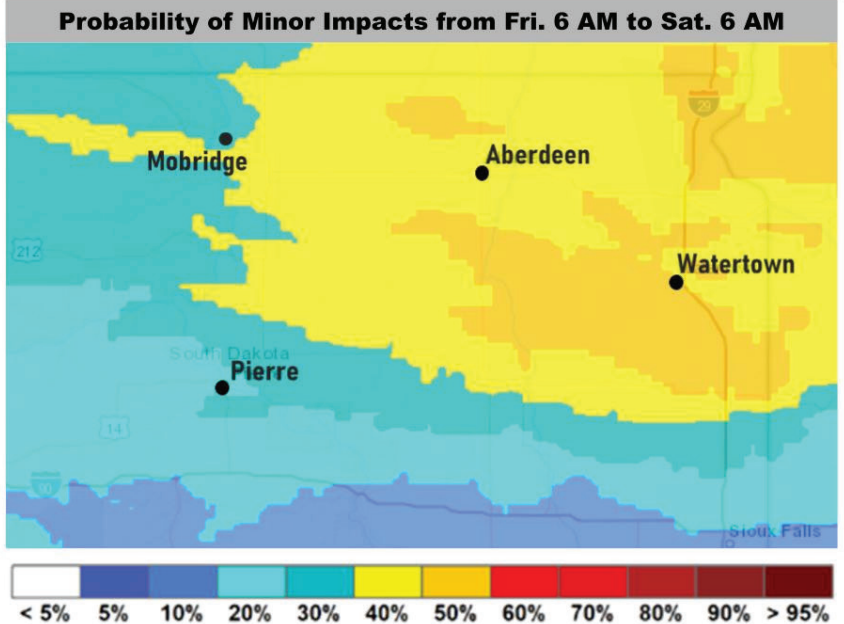 Probability of Minor Impacts from Fri. 6 AM to Sat. 6 AM
29
Mobridge
Aberdeen
212
Watertown
South Dakota
Pierre
14
90
Sioux Falls
< 5% 5% 10% 20% 30% 40% 50% 60% 70% 80% 90% > 95%